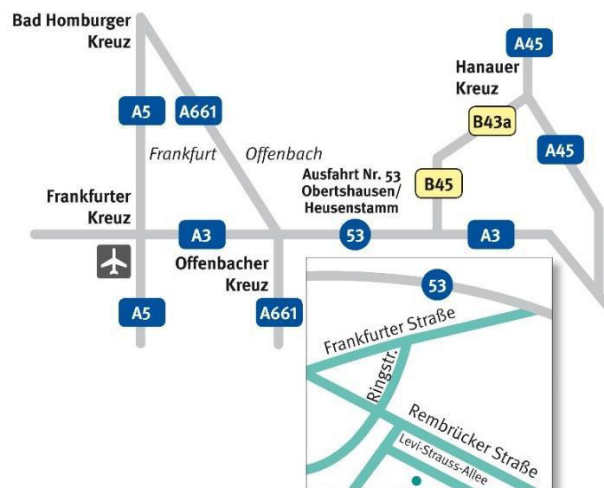 Bad Homburger
Kreuz
A45
Hanauer
Kreuz
A5
A661
B43a
Frankfurt
Offenbach
A45
Ausfahrt Nr. 53
Obertshausen/
Heusenstamm
B45
Frankfurter
Kreuz
A3
53
A3
Offenbacher
Kreuz
A5
A661
53
Frankfurter Straße
Ringstr.
Rembrücker Straße
Levi-Strauss-Allee